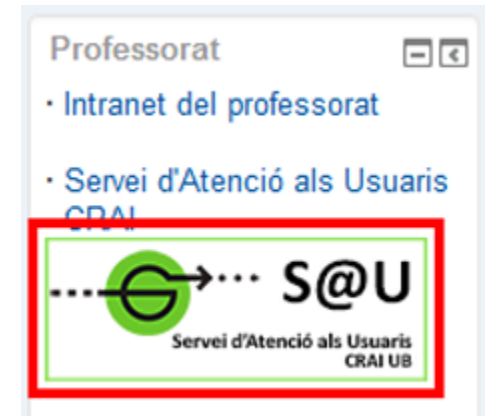 Professorat
· Intranet del professorat
· Servei d'Atenció als Usuaris
CRAI
S@U
Servei d'Atenció als Usuaris
CRAI UB